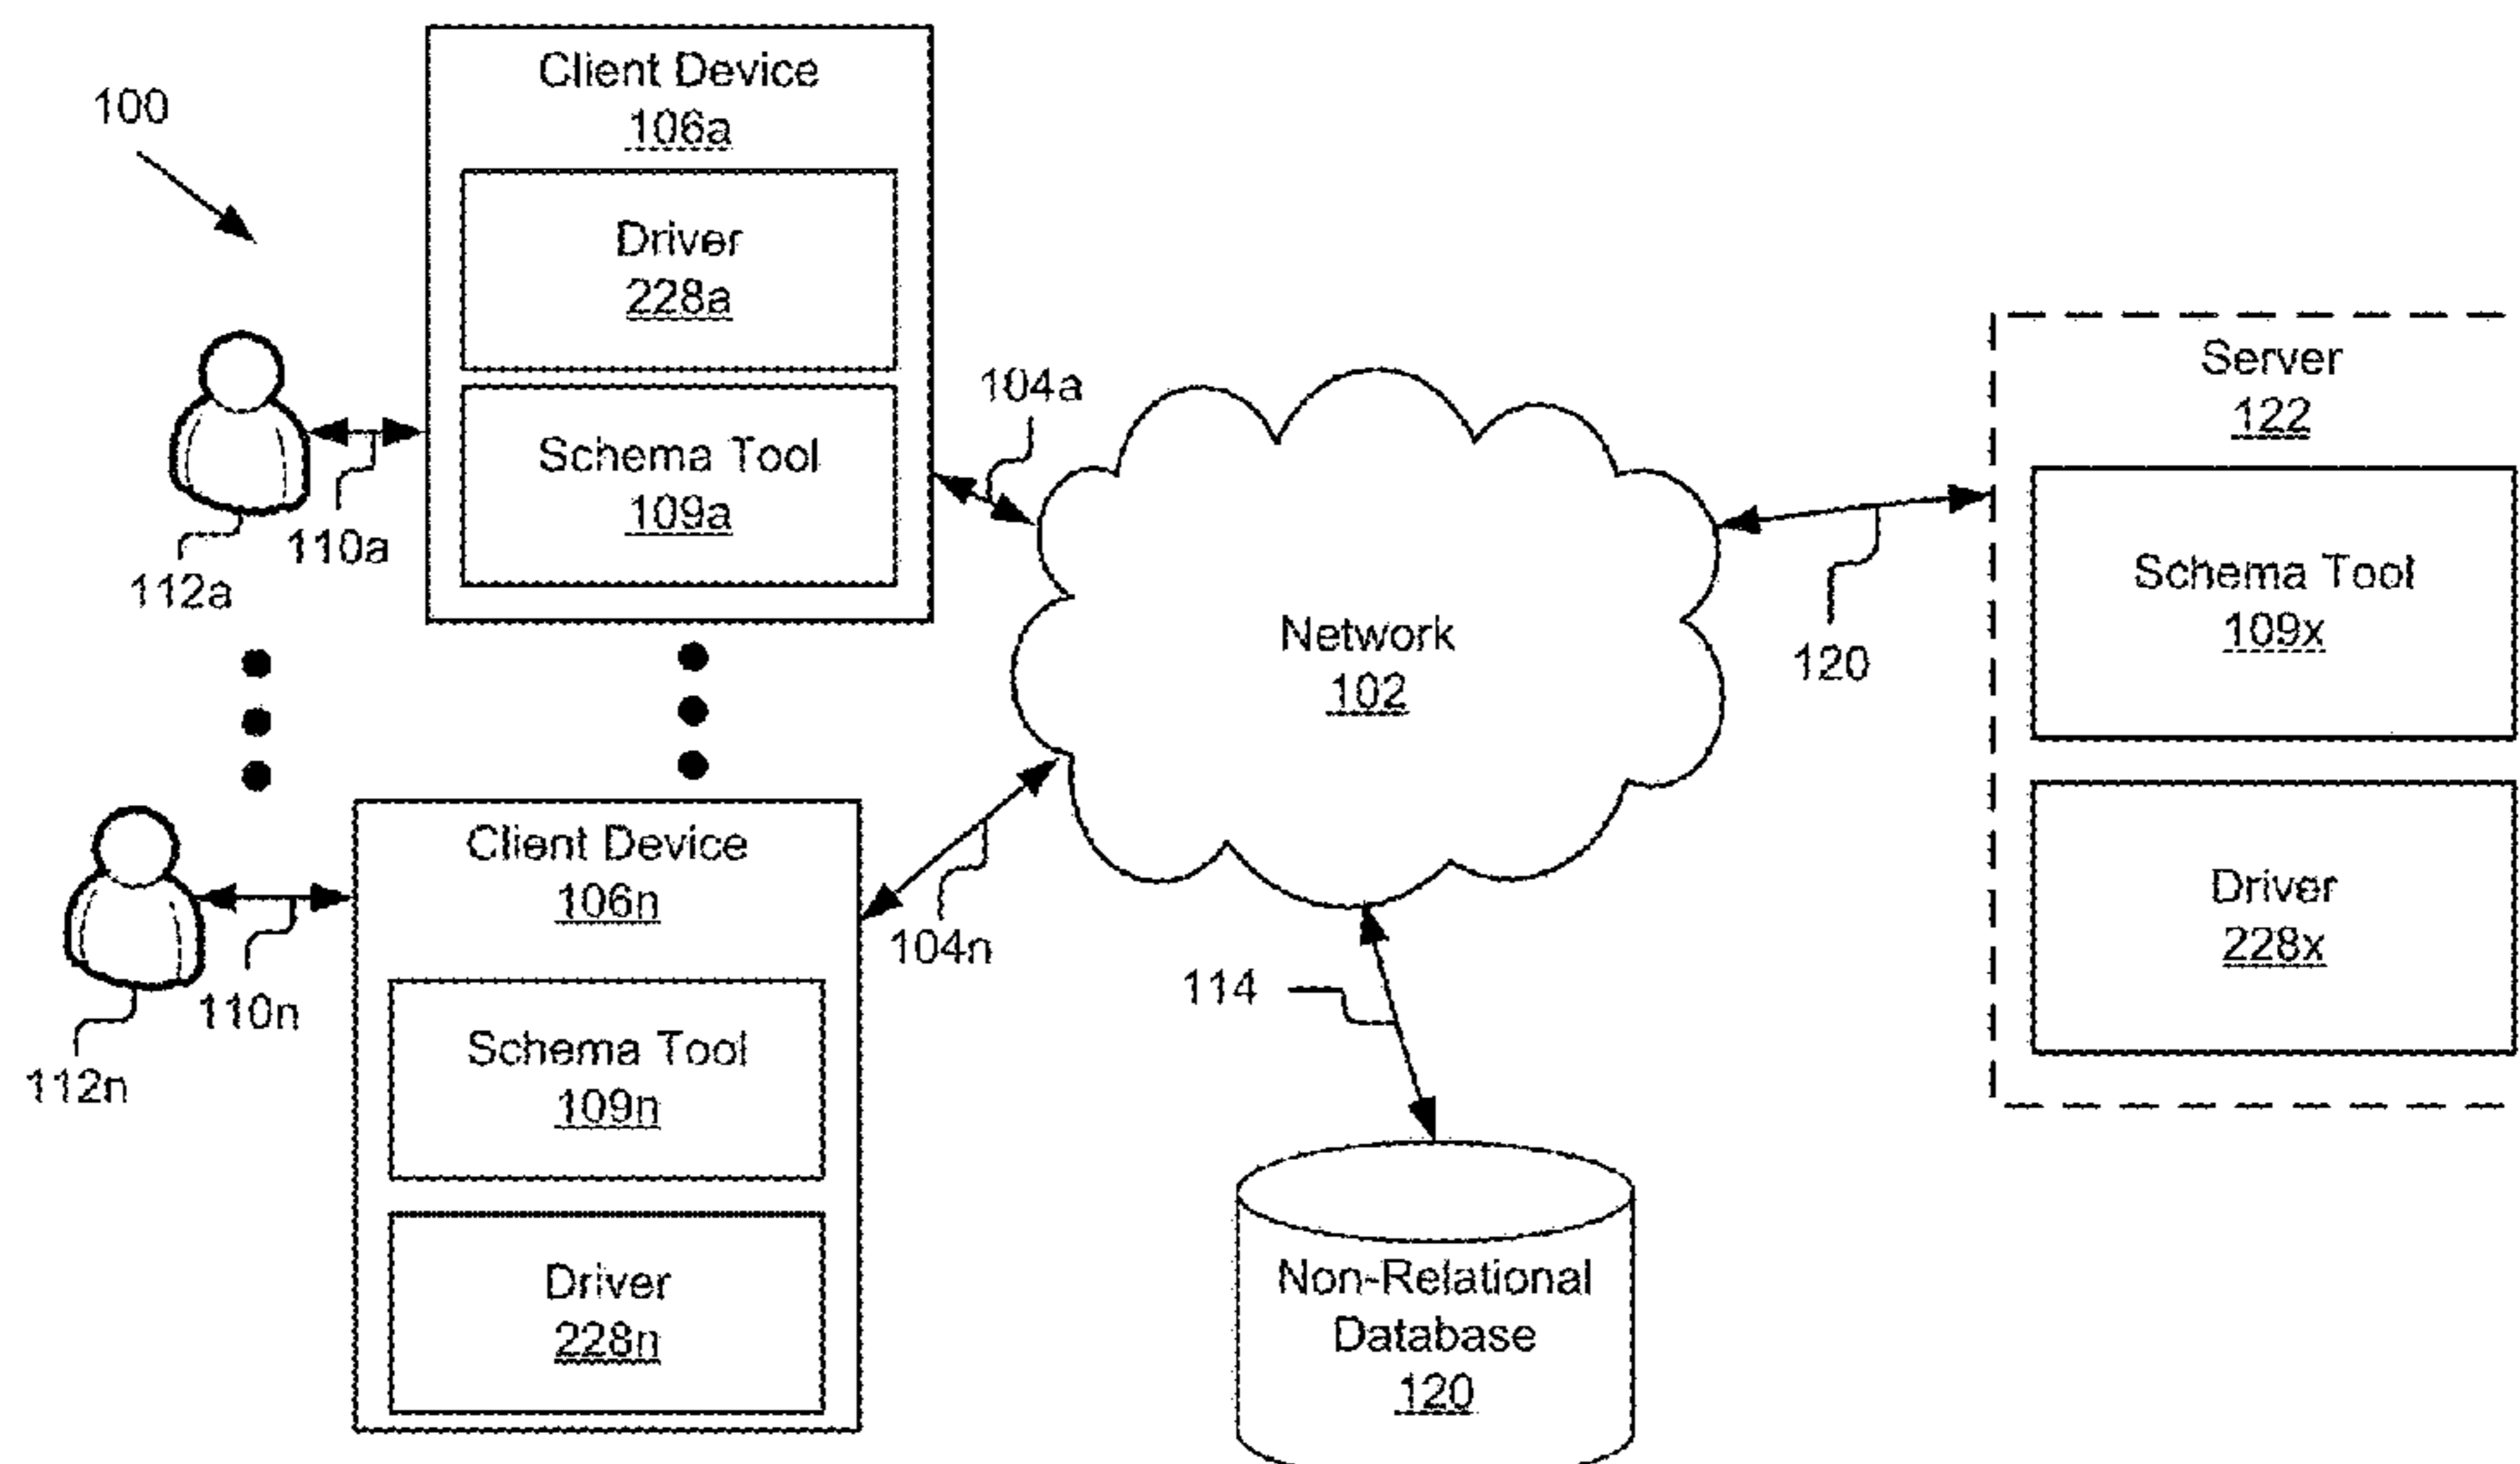 100
Client Device
106a
Driver
228a
Schema Tool
109a
110a
112a
104a
Network
102
Server
122
Schema Tool
109x
Driver
228x
120
Client Device
106n
Schema Tool
109n
Driver
228n
110n
112n
104n
114
Non-Relational
Database
120